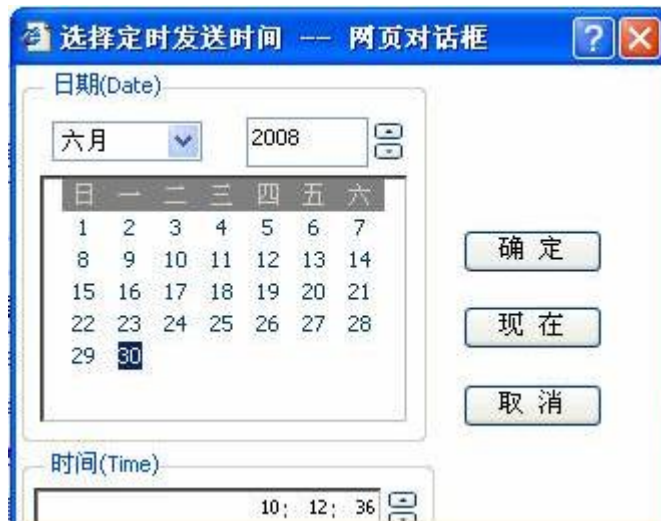 选择定时发送时间 -- 网页对话框
日期(Date)
六月 2008
日 一 二 三 四 五 六
1 2 3 4 5 6 7
8 9 10 11 12 13 14
15 16 17 18 19 20 21
22 23 24 25 26 27 28
29 30
确 定
现 在
取 消
时间(Time)
10: 12: 36